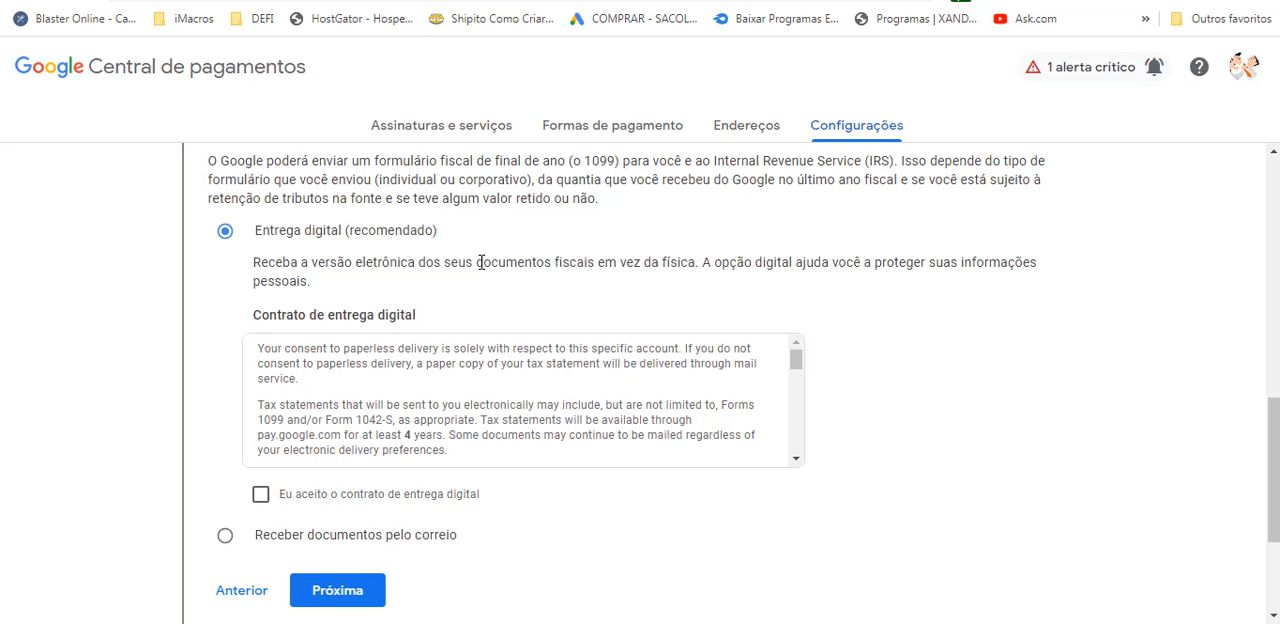 Blaster Online - Ca... iMacros DEFI HostGator - Hospe... Shipito Como Criar... COMPRAR - SACOL... Baixar Programas E... Programas | XAND... Ask.com » Outros favoritos
Google Central de pagamentos
1 alerta crítico
Assinaturas e serviços Formas de pagamento Endereços Configurações
O Google poderá enviar um formulário fiscal de final de ano (o 1099) para você e ao Internal Revenue Service (IRS). Isso depende do tipo de
formulário que você enviou (individual ou corporativo), da quantia que você recebeu do Google no último ano fiscal e se você está sujeito à
retenção de tributos na fonte e se teve algum valor retido ou não.
Entrega digital (recomendado)
Receba a versão eletrônica dos seus documentos fiscais em vez da física. A opção digital ajuda você a proteger suas informações
pessoais.
Contrato de entrega digital
Your consent to paperless delivery is solely with respect to this specific account. If you do not
consent to paperless delivery, a paper copy of your tax statement will be delivered through mail
service.
Tax statements that will be sent to you electronically may include, but are not limited to, Forms
1099 and/or Form 1042-S, as appropriate. Tax statements will be available through
pay.google.com for at least 4 years. Some documents may continue to be mailed regardless of
your electronic delivery preferences.
Eu aceito o contrato de entrega digital
Receber documentos pelo correio
Anterior Próxima